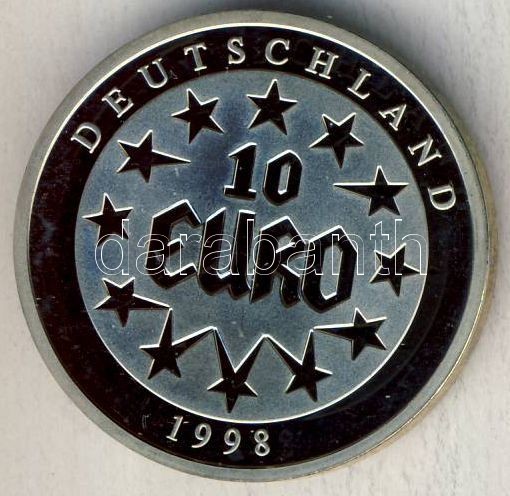 DEUTSCHLAND
10
EURO
darabanth
1998